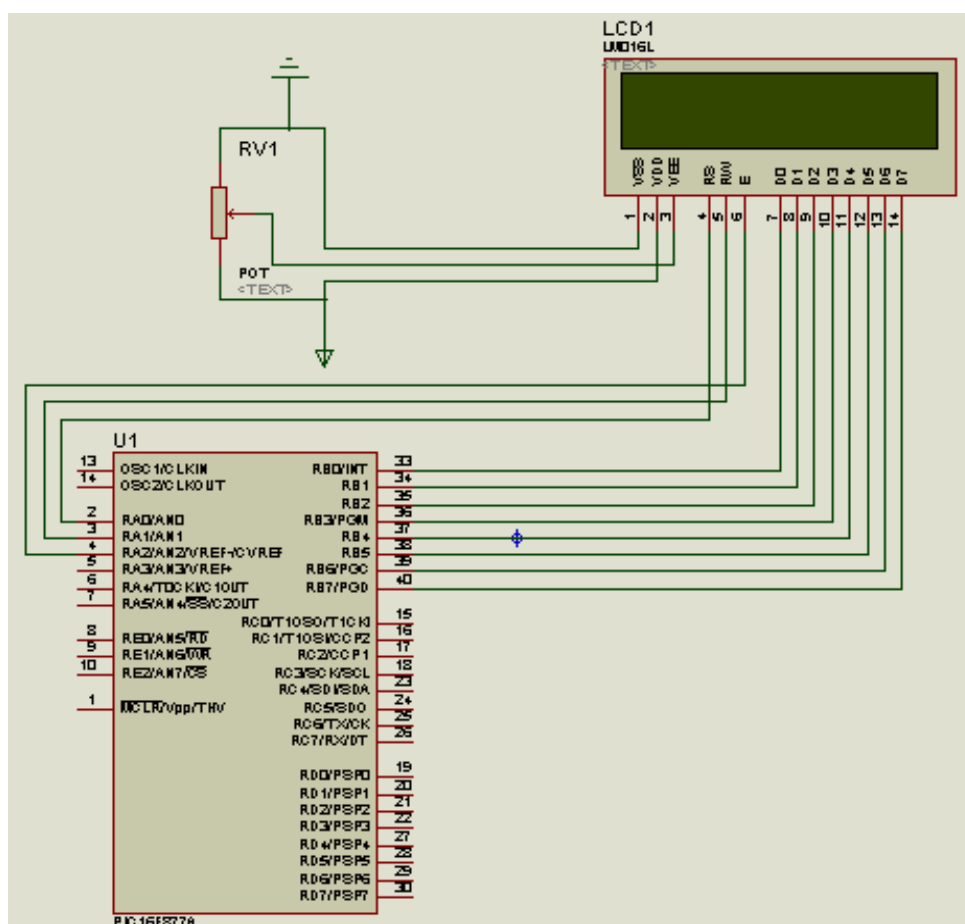 LCD1
LM016L
<TEXT>
RV1
VSS
VDD
VEE
RS
RW
E
D0
D1
D2
D3
D4
D5
D6
D7
1
2
3
4
5
6
7
8
9
10
11
12
13
14
POT
<TEXT>
U1
13 OSC1/CLKIN RB0/INT 33
14 OSC2/CLKOUT RB1 34
RB2 35
2 RA0/AN0 RB3/PGM 36
3 RA1/AN1 RB4 37
4 RA2/AN2/VREF-/CVREF RB5 38
5 RA3/AN3/VREF+ RB6/PGC 39
6 RA4/T0CKI/C1OUT RB7/PGD 40
7 RA5/AN4/SS/C2OUT
RC0/T1OSO/T1CKI 15
8 RE0/AN5/RD RC1/T1OSI/CCP2 16
9 RE1/AN6/WR RC2/CCP1 17
10 RE2/AN7/CS RC3/SCK/SCL 18
RC4/SDI/SDA 23
1 MCLR/Vpp/THV RC5/SDO 24
RC6/TX/CK 25
RC7/RX/DT 26
RD0/PSP0 19
RD1/PSP1 20
RD2/PSP2 21
RD3/PSP3 22
RD4/PSP4 27
RD5/PSP5 28
RD6/PSP6 29
RD7/PSP7 30
PIC16F877A